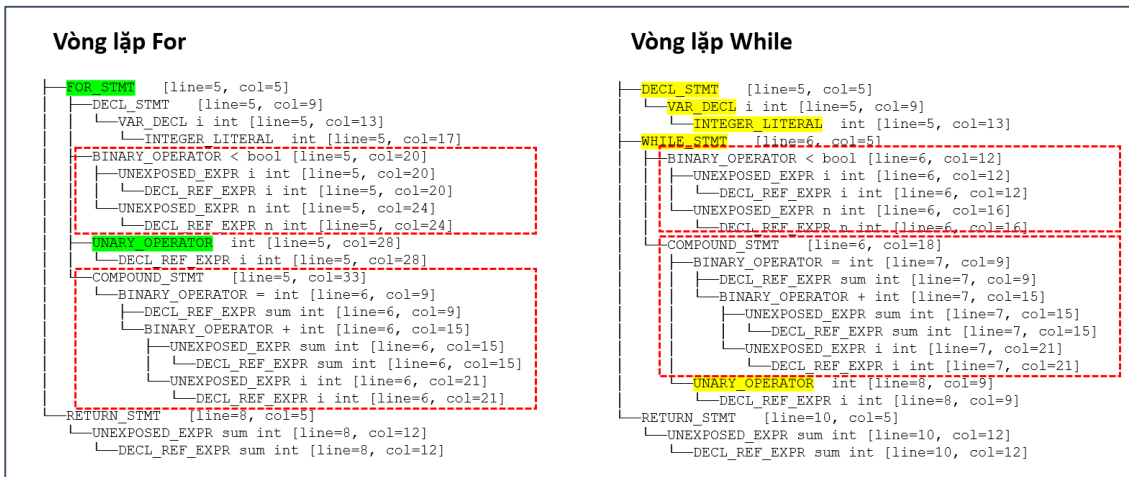 Vòng lặp For
├──FOR_STMT [line=5, col=5]
│ ├──DECL_STMT [line=5, col=9]
│ │ └──VAR_DECL i int [line=5, col=13]
│ │ └──INTEGER_LITERAL int [line=5, col=17]
│ ├──BINARY_OPERATOR < bool [line=5, col=20]
│ │ ├──UNEXPOSED_EXPR i int [line=5, col=20]
│ │ │ └──DECL_REF_EXPR i int [line=5, col=20]
│ │ └──UNEXPOSED_EXPR n int [line=5, col=24]
│ │ └──DECL_REF_EXPR n int [line=5, col=24]
│ ├──UNARY_OPERATOR int [line=5, col=28]
│ │ └──DECL_REF_EXPR i int [line=5, col=28]
│ └──COMPOUND_STMT [line=5, col=33]
│ └──BINARY_OPERATOR = int [line=6, col=9]
│ ├──DECL_REF_EXPR sum int [line=6, col=9]
│ └──BINARY_OPERATOR + int [line=6, col=15]
│ ├──UNEXPOSED_EXPR sum int [line=6, col=15]
│ │ └──DECL_REF_EXPR sum int [line=6, col=15]
│ └──UNEXPOSED_EXPR i int [line=6, col=21]
│ └──DECL_REF_EXPR i int [line=6, col=21]
└──RETURN_STMT [line=8, col=5]
└──UNEXPOSED_EXPR sum int [line=8, col=12]
└──DECL_REF_EXPR sum int [line=8, col=12]
Vòng lặp While
├──DECL_STMT [line=5, col=5]
│ └──VAR_DECL i int [line=5, col=9]
│ └──INTEGER_LITERAL int [line=5, col=13]
├──WHILE_STMT [line=6, col=5]
│ ├──BINARY_OPERATOR < bool [line=6, col=12]
│ │ ├──UNEXPOSED_EXPR i int [line=6, col=12]
│ │ │ └──DECL_REF_EXPR i int [line=6, col=12]
│ │ └──UNEXPOSED_EXPR n int [line=6, col=16]
│ │ └──DECL_REF_EXPR n int [line=6, col=16]
│ └──COMPOUND_STMT [line=6, col=18]
│ ├──BINARY_OPERATOR = int [line=7, col=9]
│ │ ├──DECL_REF_EXPR sum int [line=7, col=9]
│ │ └──BINARY_OPERATOR + int [line=7, col=15]
│ │ ├──UNEXPOSED_EXPR sum int [line=7, col=15]
│ │ │ └──DECL_REF_EXPR sum int [line=7, col=15]
│ │ └──UNEXPOSED_EXPR i int [line=7, col=21]
│ │ └──DECL_REF_EXPR i int [line=7, col=21]
│ └──UNARY_OPERATOR int [line=8, col=9]
│ └──DECL_REF_EXPR i int [line=8, col=9]
└──RETURN_STMT [line=10, col=5]
└──UNEXPOSED_EXPR sum int [line=10, col=12]
└──DECL_REF_EXPR sum int [line=10, col=12]